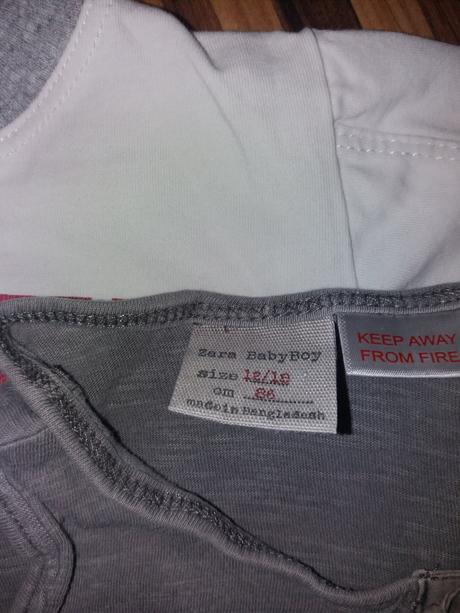 Zara BabyBoy
size 12/18
cm 86
made in Bangladesh
KEEP AWAY
FROM FIRE